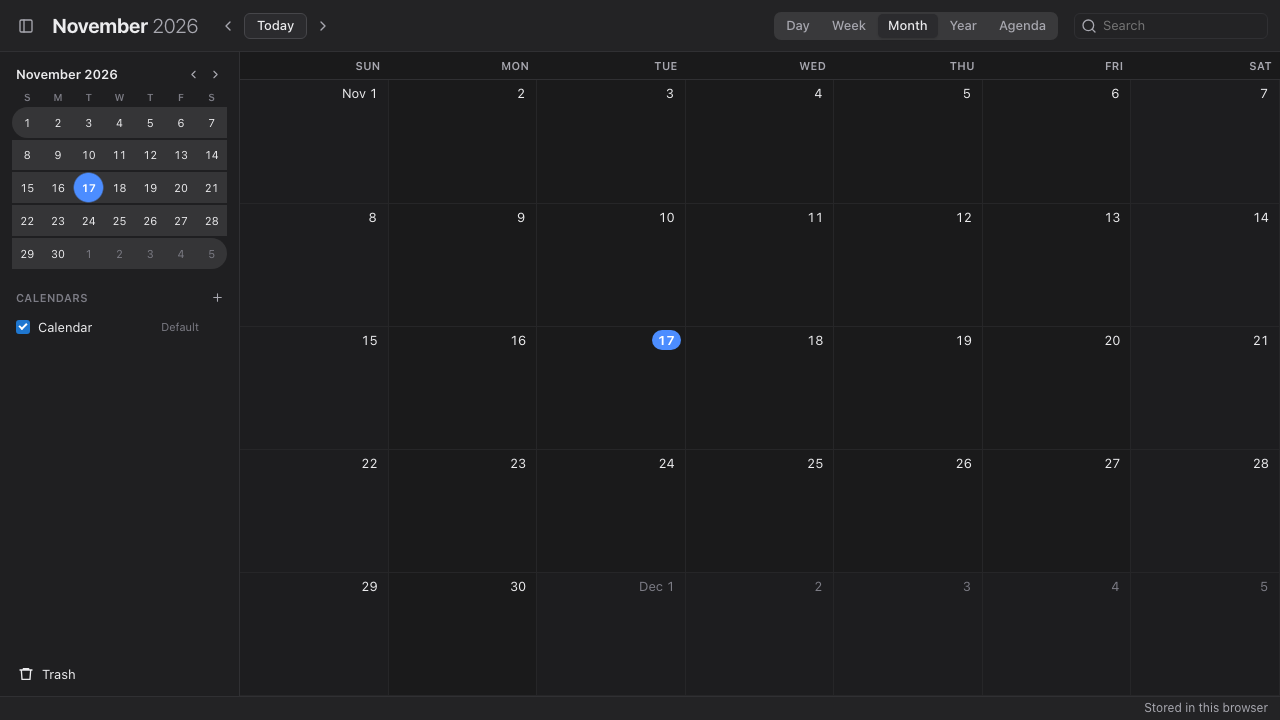 November 2026
Today
Day Week Month Year Agenda
Search
November 2026
S M T W T F S
1 2 3 4 5 6 7
8 9 10 11 12 13 14
15 16 17 18 19 20 21
22 23 24 25 26 27 28
29 30 1 2 3 4 5
CALENDARS
Calendar Default
Trash
SUN MON TUE WED THU FRI SAT
Nov 1 2 3 4 5 6 7
8 9 10 11 12 13 14
15 16 17 18 19 20 21
22 23 24 25 26 27 28
29 30 Dec 1 2 3 4 5
Stored in this browser